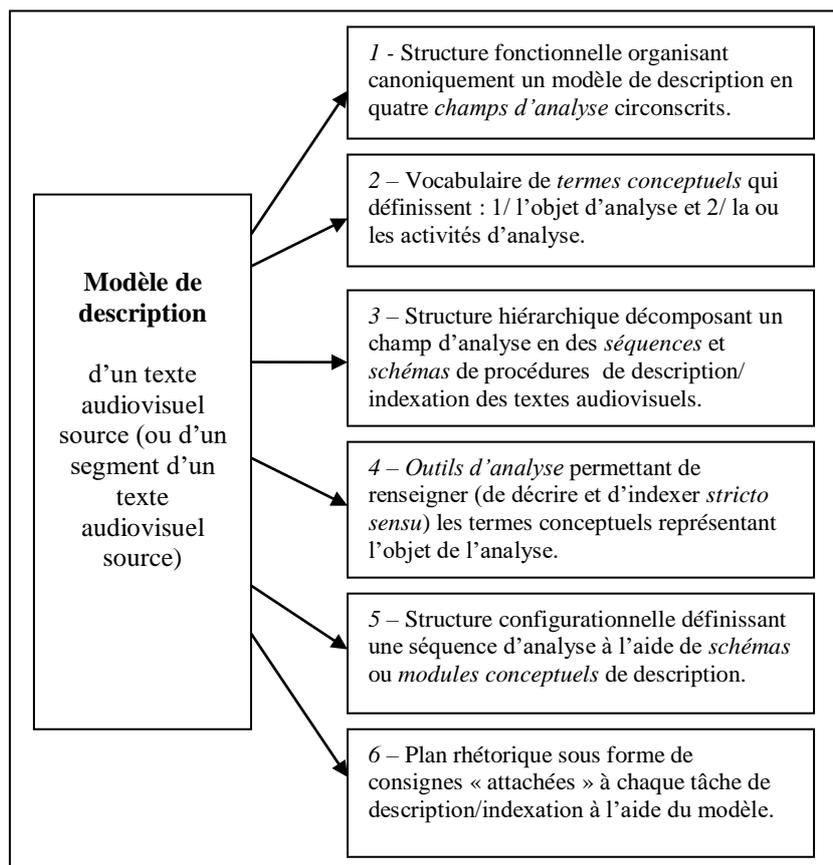 Modèle de
description
d’un texte
audiovisuel
source (ou d’un
segment d’un
texte
audiovisuel
source)
1 - Structure fonctionnelle organisant
canoniquement un modèle de description en
quatre champs d’analyse circonscrits.
2 – Vocabulaire de termes conceptuels qui
définissent : 1/ l’objet d’analyse et 2/ la ou
les activités d’analyse.
3 – Structure hiérarchique décomposant un
champ d’analyse en des séquences et
schémas de procédures  de description/
indexation des textes audiovisuels.
4 – Outils d’analyse permettant de
renseigner (de décrire et d’indexer stricto
sensu) les termes conceptuels représentant
l’objet de l’analyse.
5 – Structure configurationnelle définissant
une séquence d’analyse à l’aide de schémas
ou modules conceptuels de description.
6 – Plan rhétorique sous forme de
consignes « attachées » à chaque tâche de
description/indexation à l’aide du modèle.